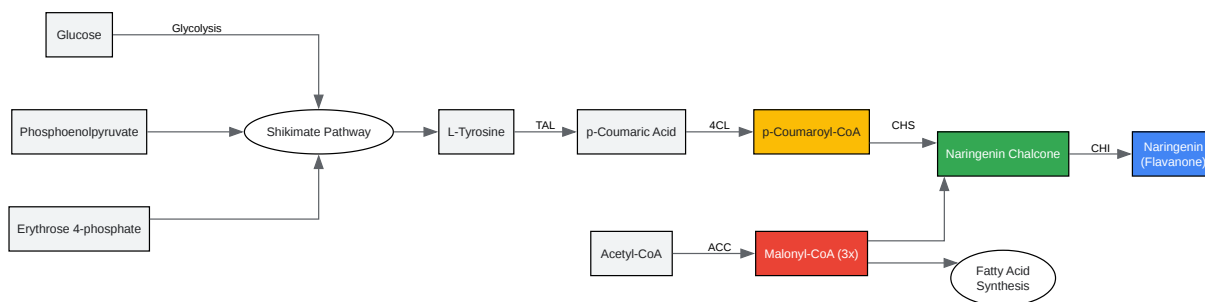 Glucose
Glycolysis
Phosphoenolpyruvate
Shikimate Pathway
L-Tyrosine
TAL
p-Coumaric Acid
4CL
p-Coumaroyl-CoA
CHS
Naringenin Chalcone
CHI
Naringenin
(Flavanone)
Erythrose 4-phosphate
Acetyl-CoA
ACC
Malonyl-CoA (3x)
Fatty Acid
Synthesis